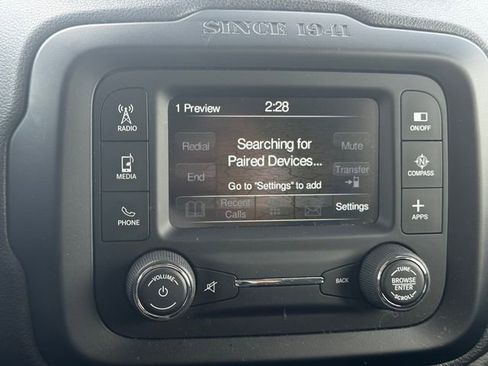 SINCE 1941
1 Preview 2:28
RADIO
MEDIA
PHONE
Redial
Searching for
Paired Devices...
Mute
End
Transfer
Go to "Settings" to add
Recent
Calls
Settings
ON/OFF
COMPASS
APPS
VOLUME
BACK
TUNE
BROWSE
ENTER
SCROLL